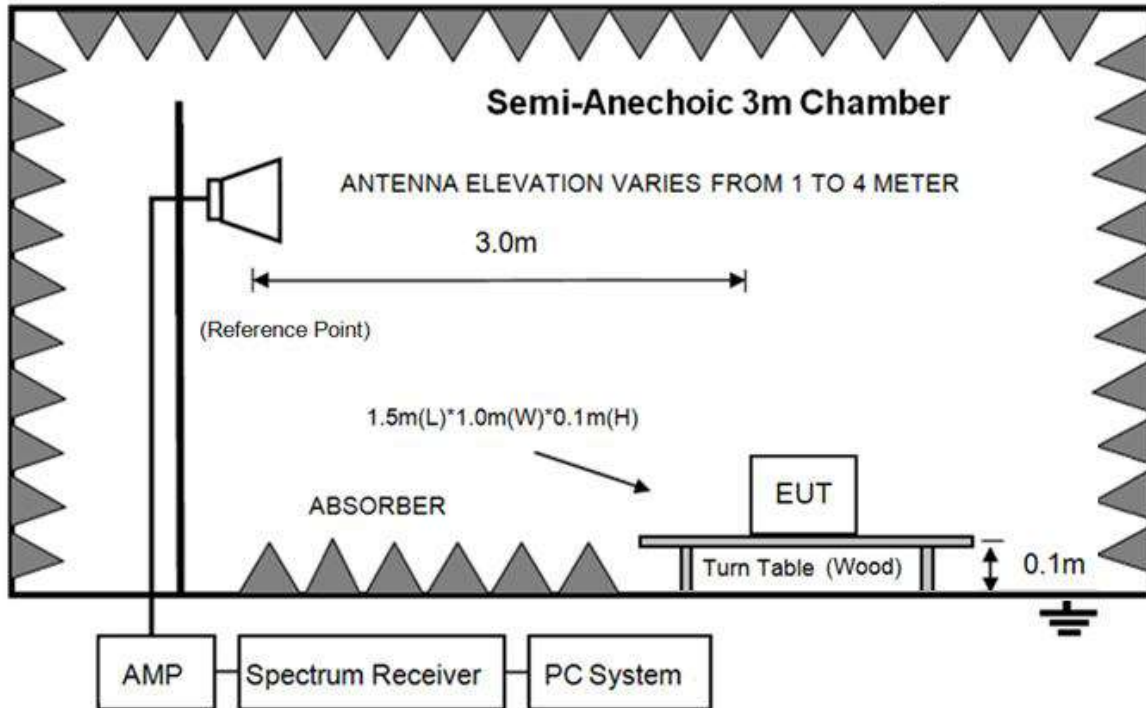 Semi-Anechoic 3m Chamber
ANTENNA ELEVATION VARIES FROM 1 TO 4 METER
3.0m
(Reference Point)
1.5m(L)*1.0m(W)*0.1m(H)
ABSORBER
EUT
Turn Table (Wood)
0.1m
AMP
Spectrum Receiver
PC System